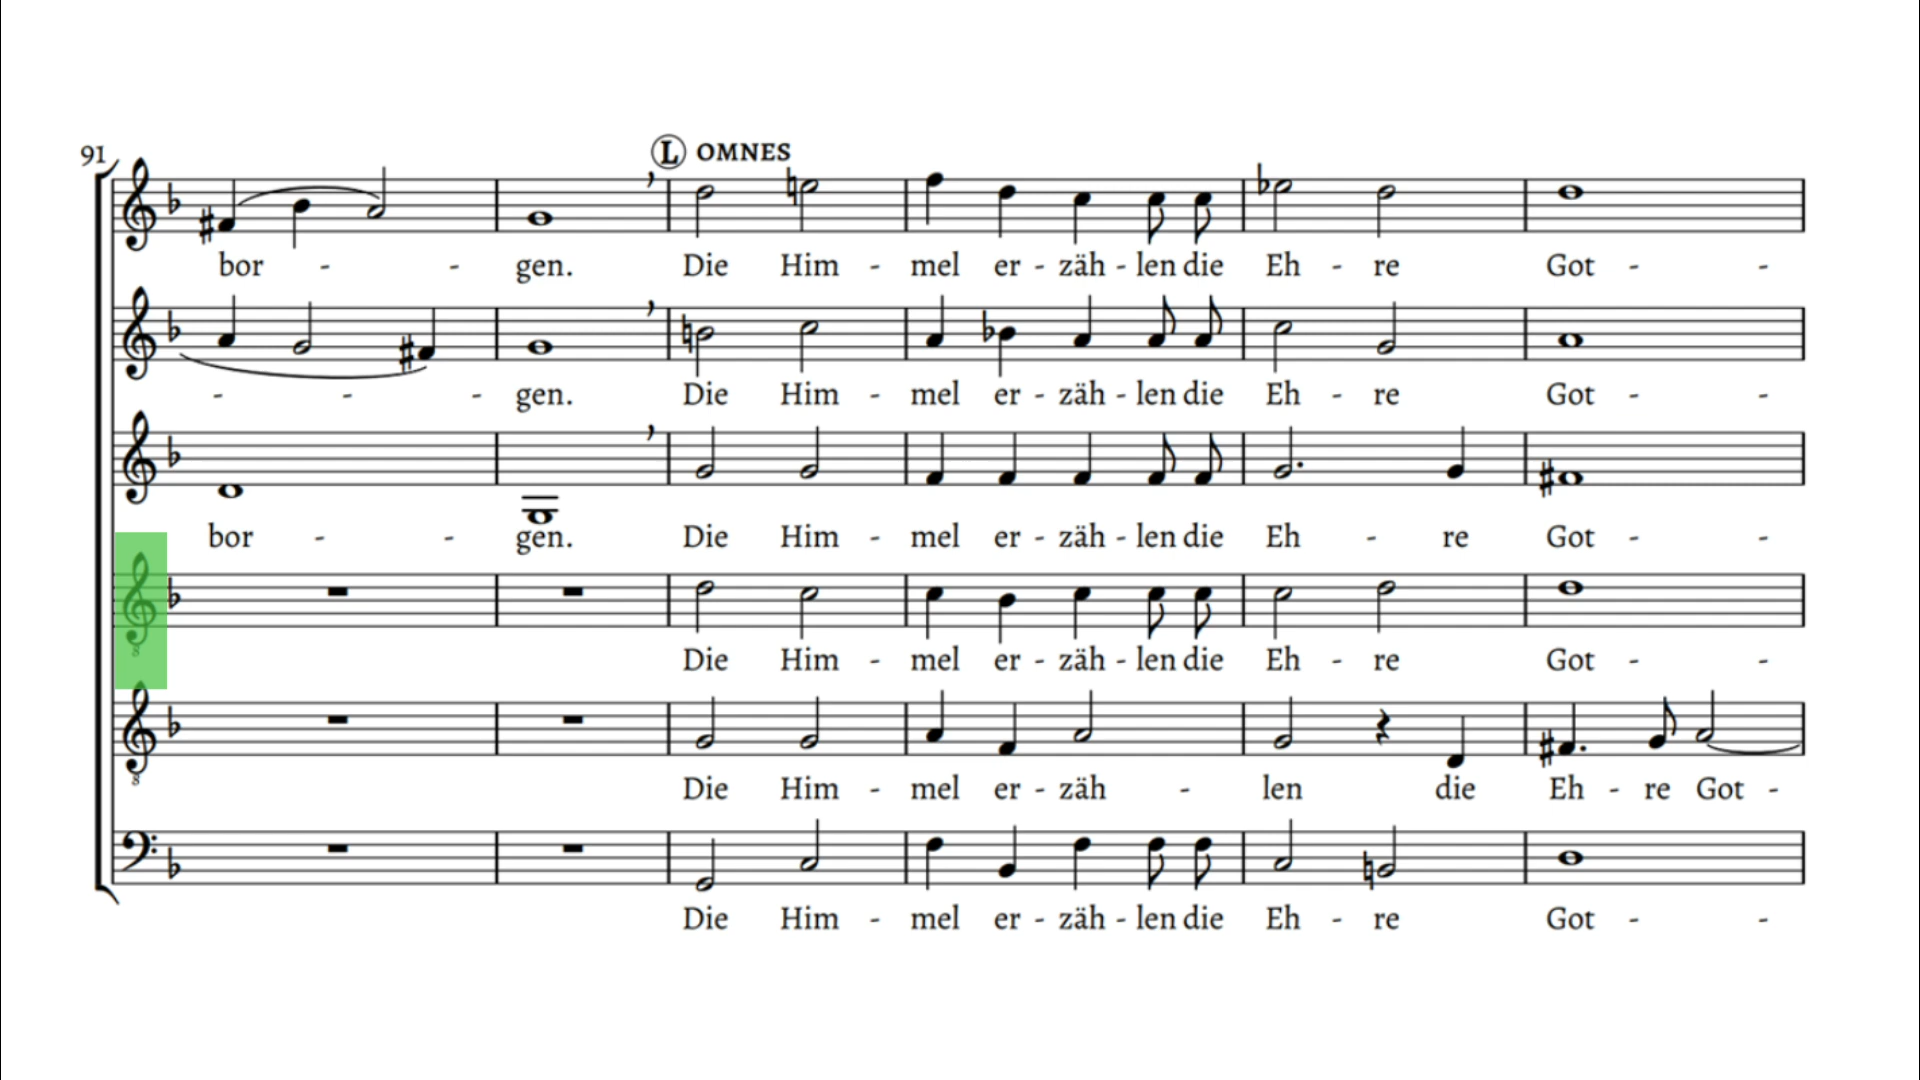 91
L OMNES
bor - - gen. Die Him - mel er - zäh - len die Eh - re Got - -
- - - gen. Die Him - mel er - zäh - len die Eh - re Got - -
bor - - gen. Die Him - mel er - zäh - len die Eh - re Got - -
8
Die Him - mel er - zäh - len die Eh - re Got - -
8
Die Him - mel er - zäh - len die Eh - re Got -
Die Him - mel er - zäh - len die Eh - re Got - -